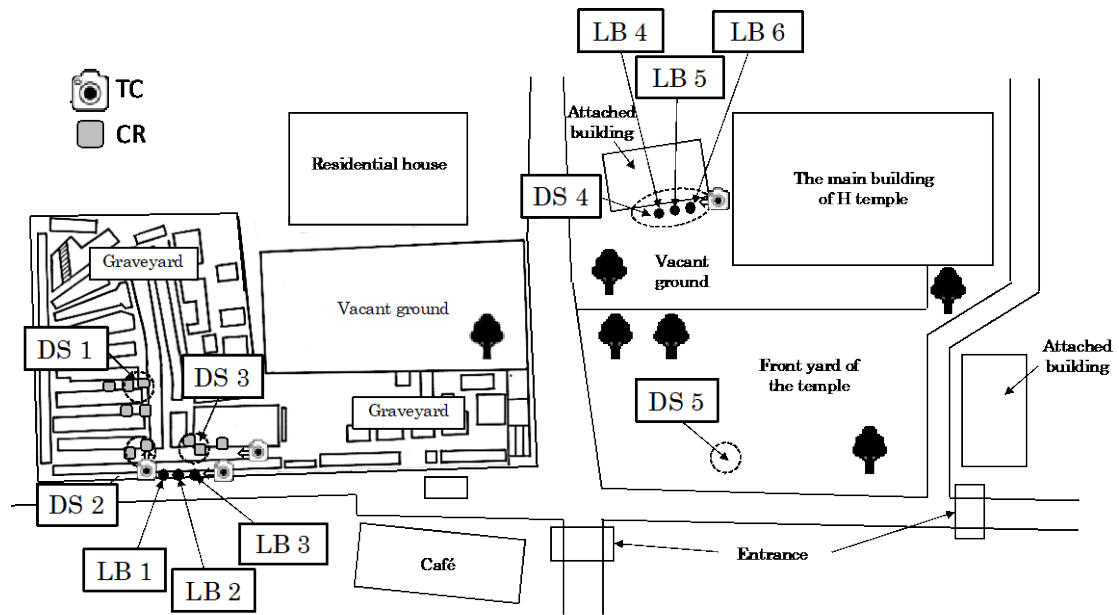 LB 4
LB 6
LB 5
TC
CR
Attached
building
Residential house
The main building
of H temple
DS 4
Graveyard
Vacant
ground
Vacant ground
DS 1
DS 3
Front yard of
the temple
Attached
building
DS 5
Graveyard
DS 2
LB 3
LB 1
LB 2
Café
Entrance